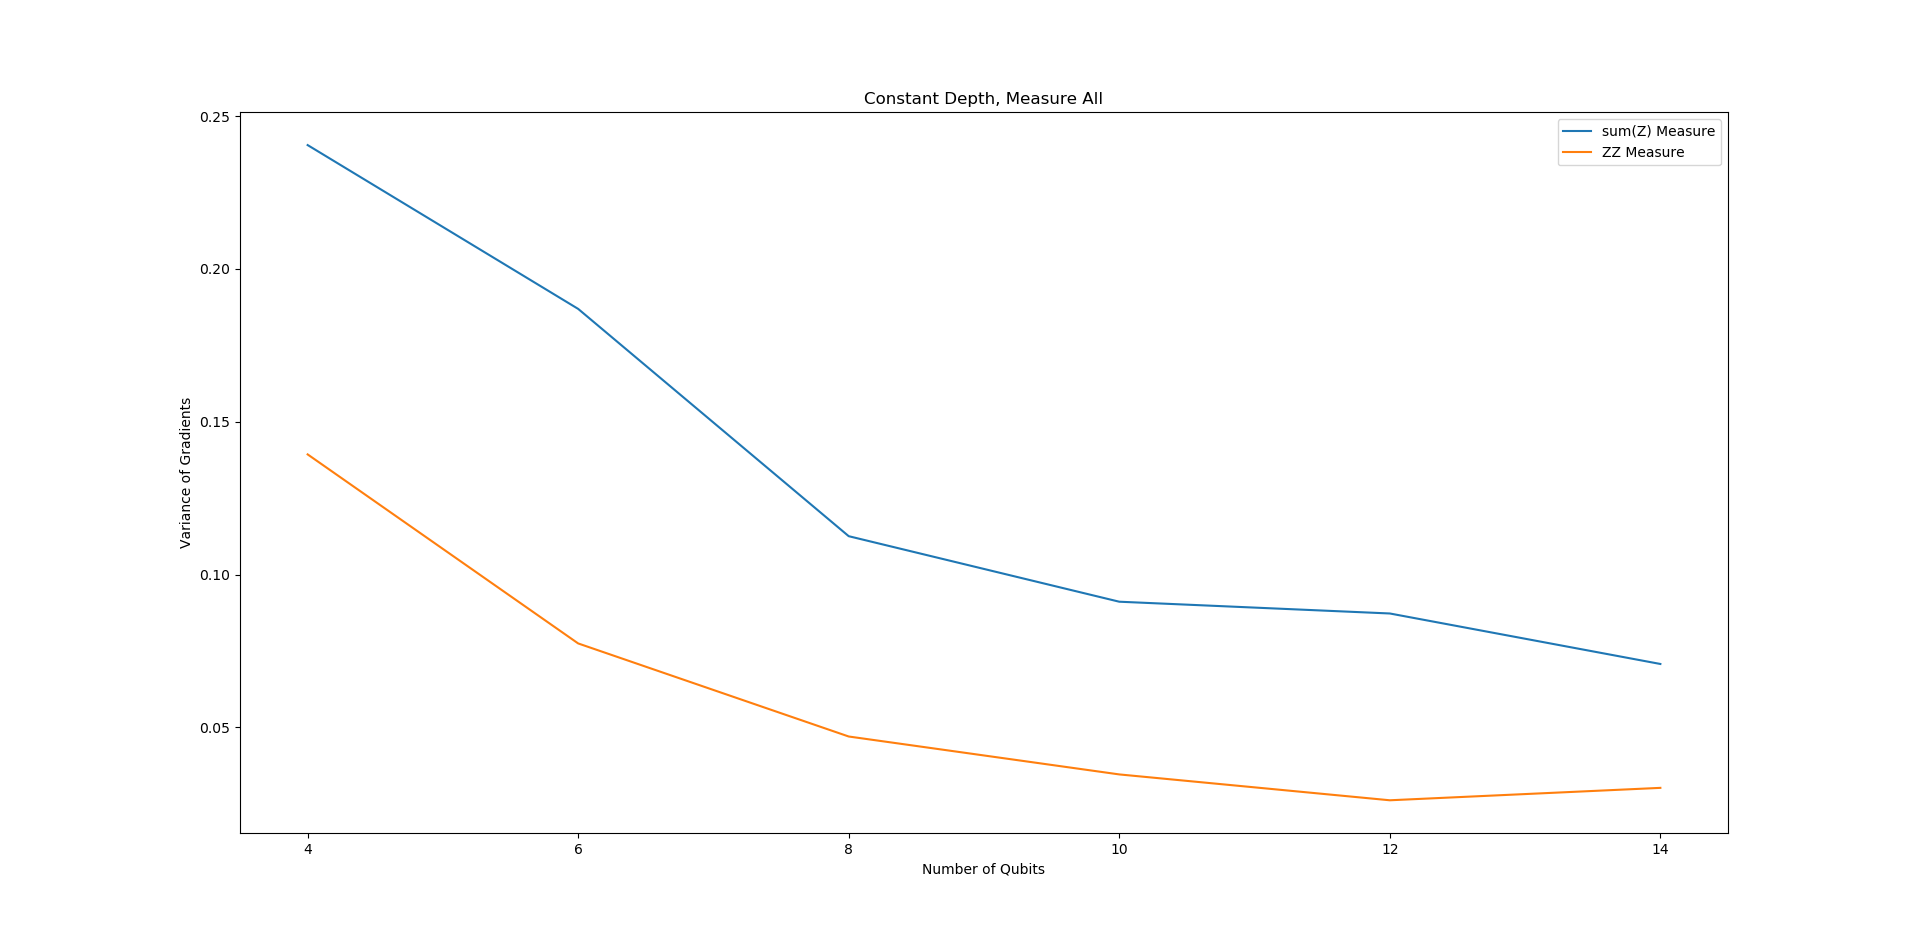 Constant Depth, Measure All
sum(Z) Measure
ZZ Measure
Variance of Gradients
0.25
0.20
0.15
0.10
0.05
4 6 8 10 12 14
Number of Qubits